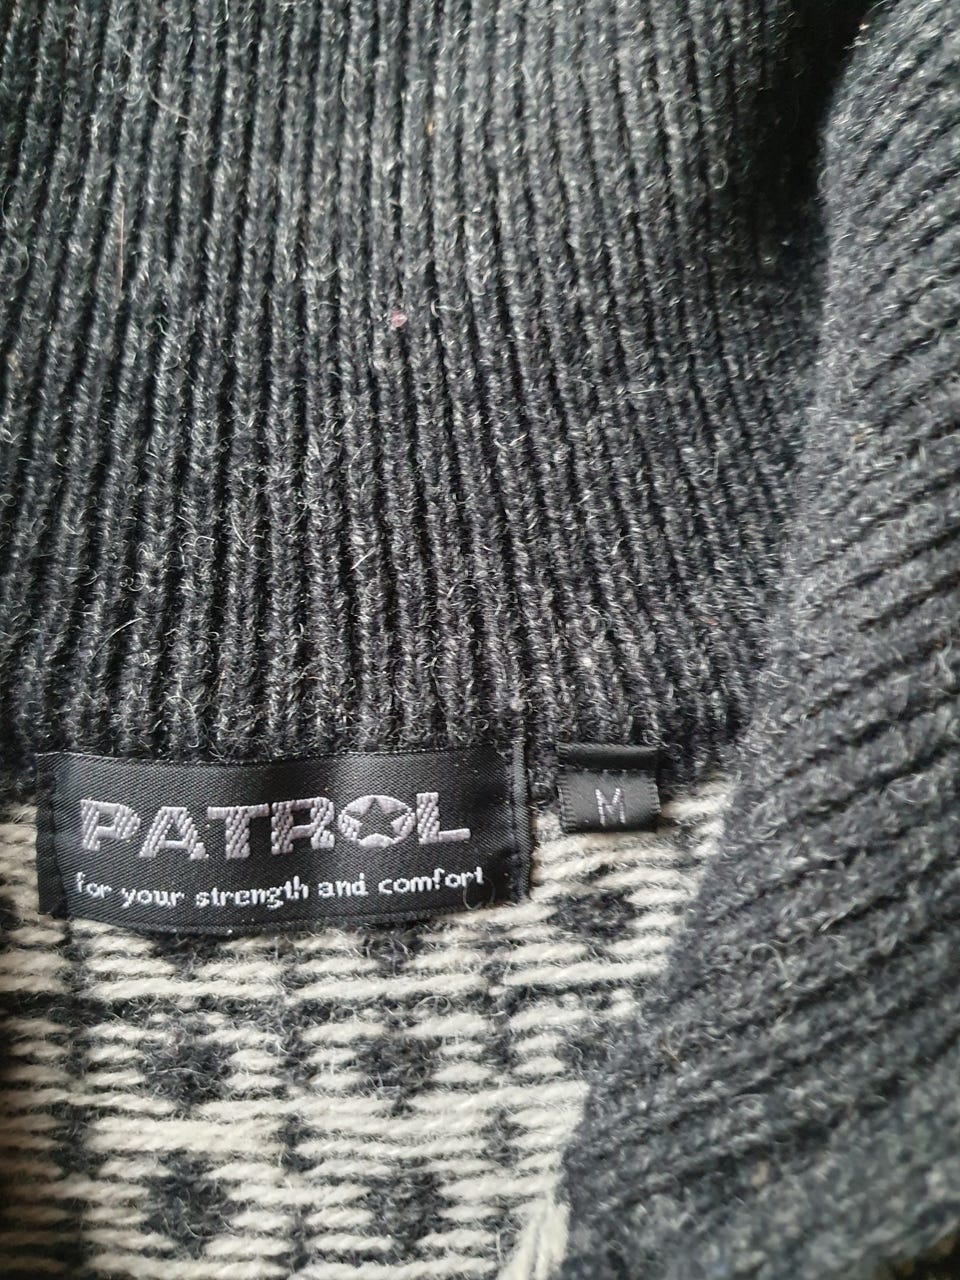 PATROL
for your strength and comfort
M